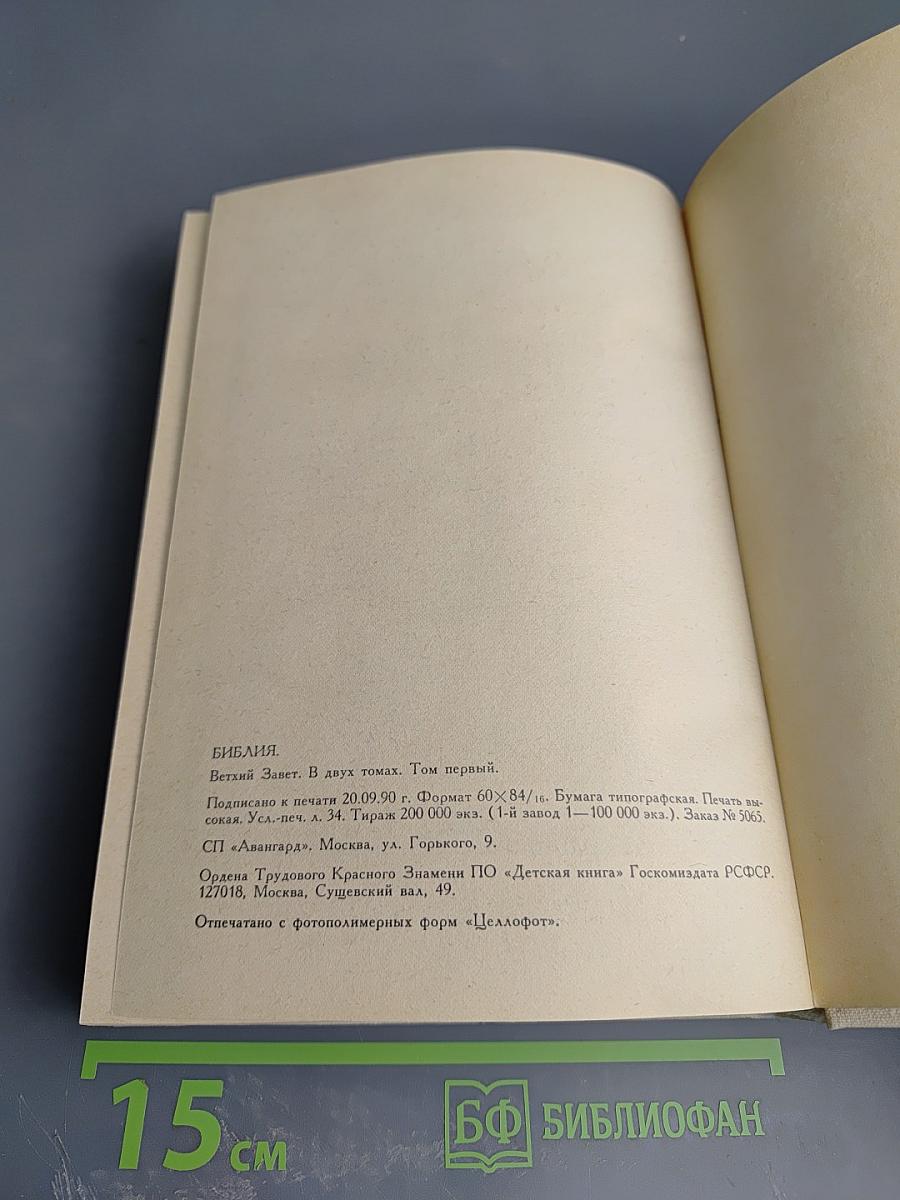 БИБЛИЯ.
Ветхий Завет. В двух томах. Том первый.
Подписано к печати 20.09.90 г. Формат 60×84/16. Бумага типографская. Печать вы-
сокая. Усл.-печ. л. 34. Тираж 200 000 экз. (1-й завод 1—100 000 экз.). Заказ № 5065.
СП «Авангард». Москва, ул. Горького, 9.
Ордена Трудового Красного Знамени ПО «Детская книга» Госкомиздата РСФСР.
127018, Москва, Сущевский вал, 49.
Отпечатано с фотополимерных форм «Целлофот».
15 см
БФ БИБЛИОФАН